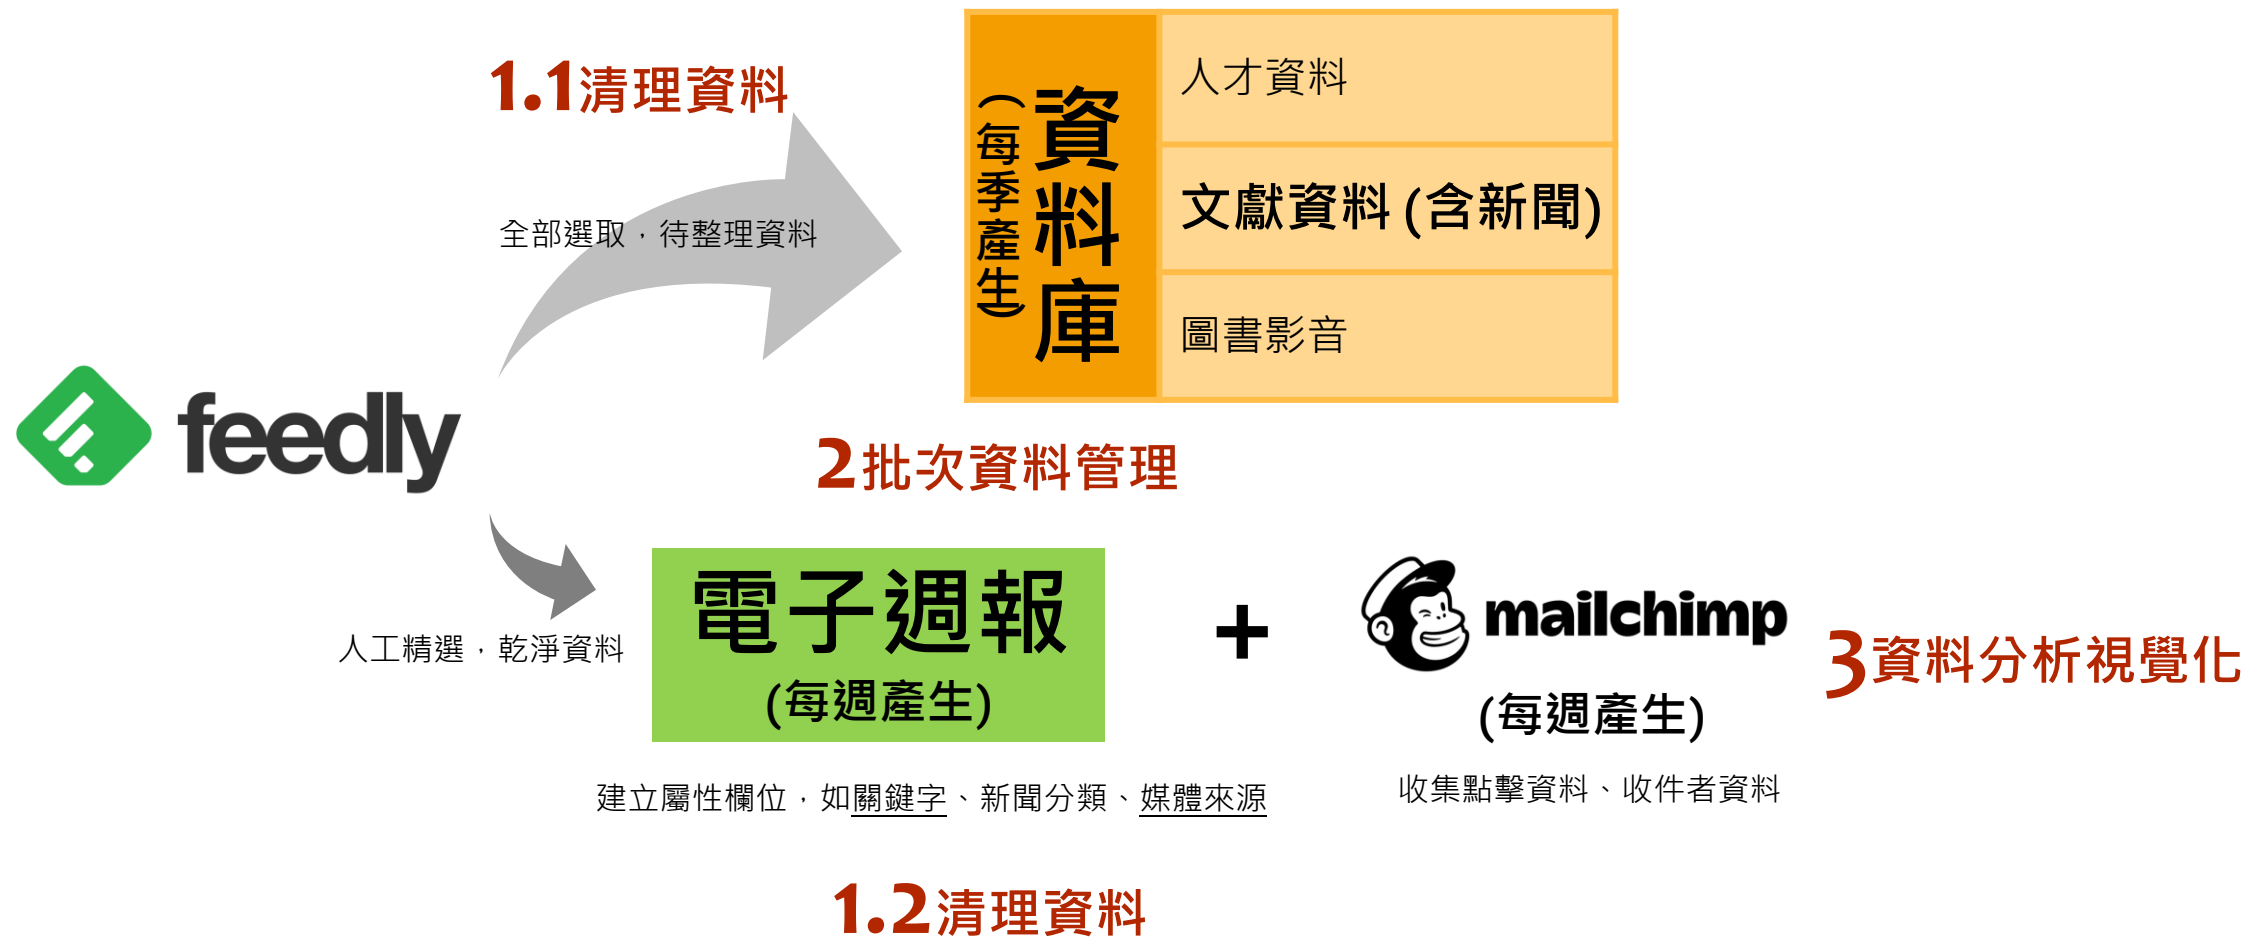 1.1清理資料
全部選取，待整理資料
資料庫
(每季產生)
人才資料
文獻資料 (含新聞)
圖書影音
feedly
2批次資料管理
人工精選，乾淨資料
電子週報
(每週產生)
+
mailchimp
(每週產生)
3資料分析視覺化
建立屬性欄位，如關鍵字、新聞分類、媒體來源
收集點擊資料、收件者資料
1.2清理資料